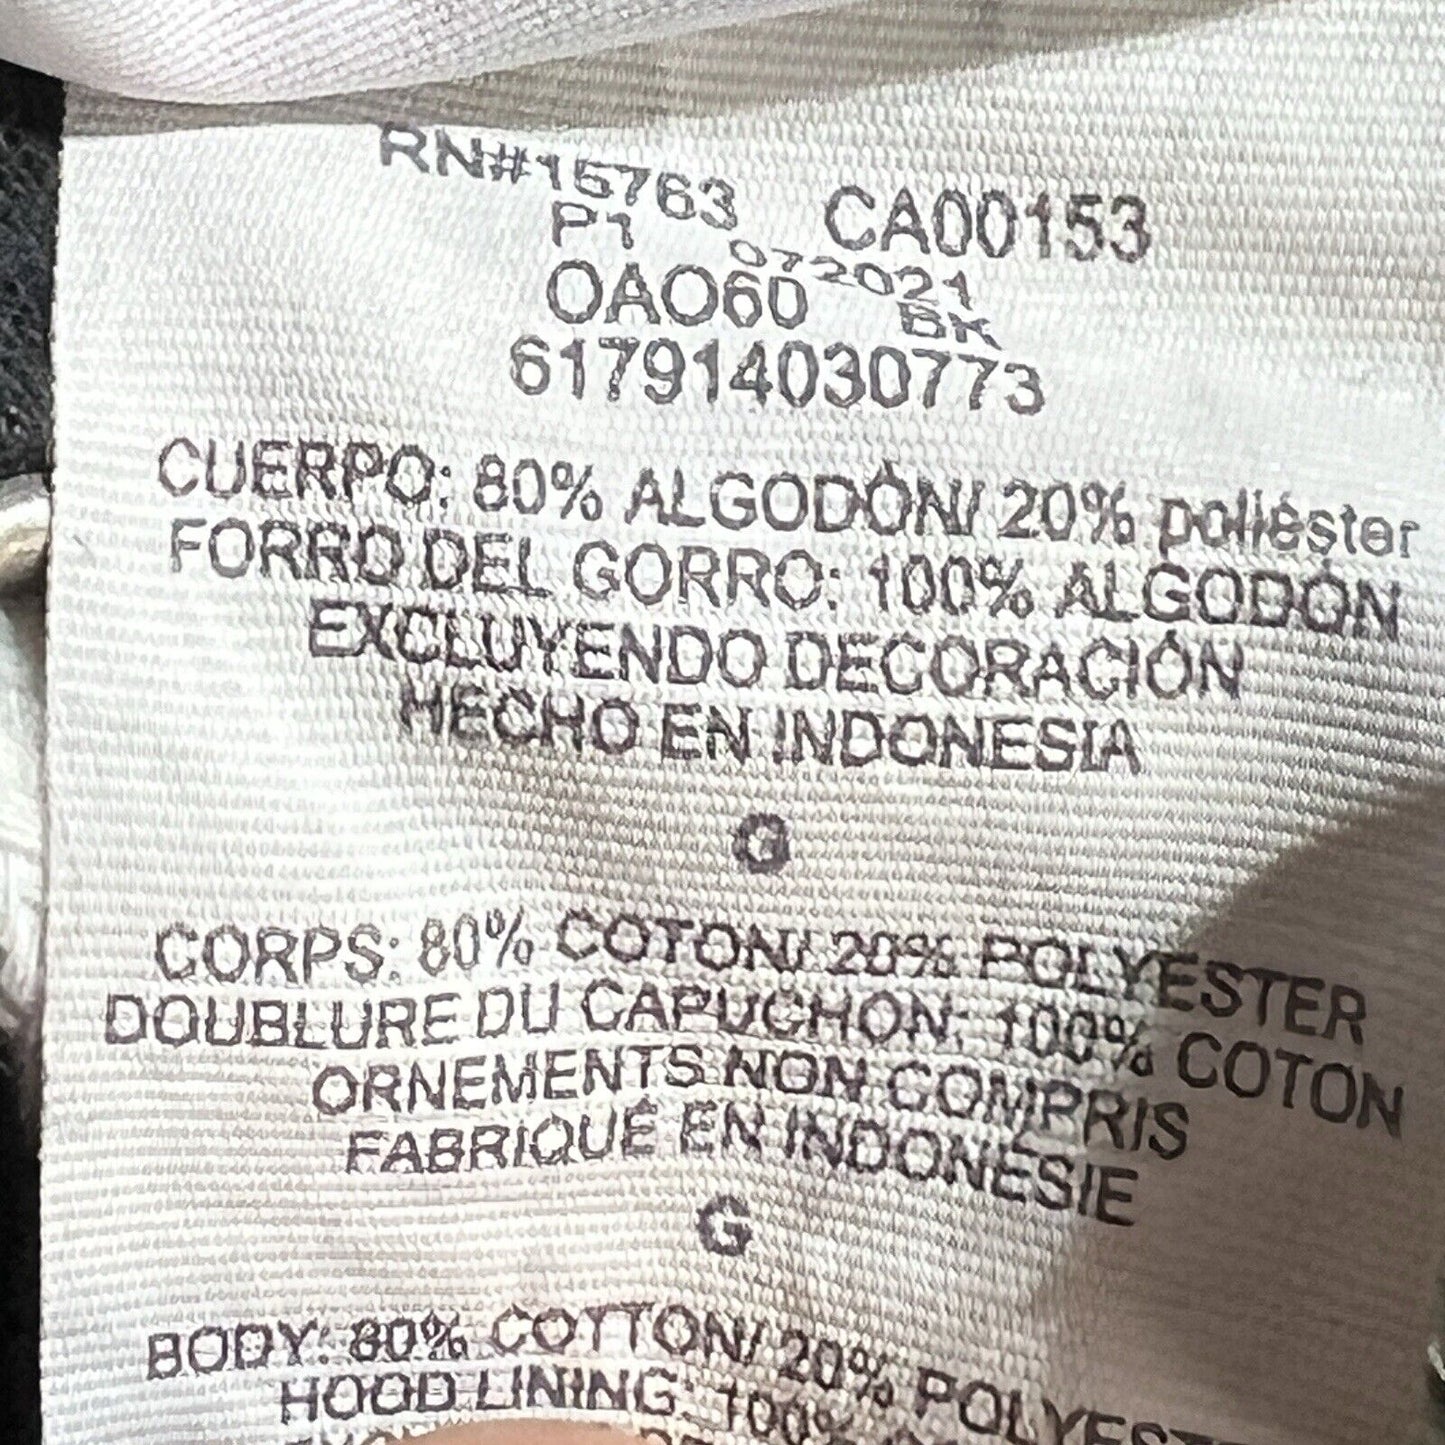 RN#15763 CA00153
P1 072021
OAO60 BK
617914030773
CUERPO: 80% ALGODÓN/ 20% poliéster
FORRO DEL GORRO: 100% ALGODÓN
EXCLUYENDO DECORACIÓN
HECHO EN INDONESIA
G
CORPS: 80% COTON/ 20% POLYESTER
DOUBLURE DU CAPUCHON: 100% COTON
ORNEMENTS NON COMPRIS
FABRIQUÉ EN INDONÉSIE
G
BODY: 80% COTTON/ 20% POLYESTER
HOOD LINING: 100%